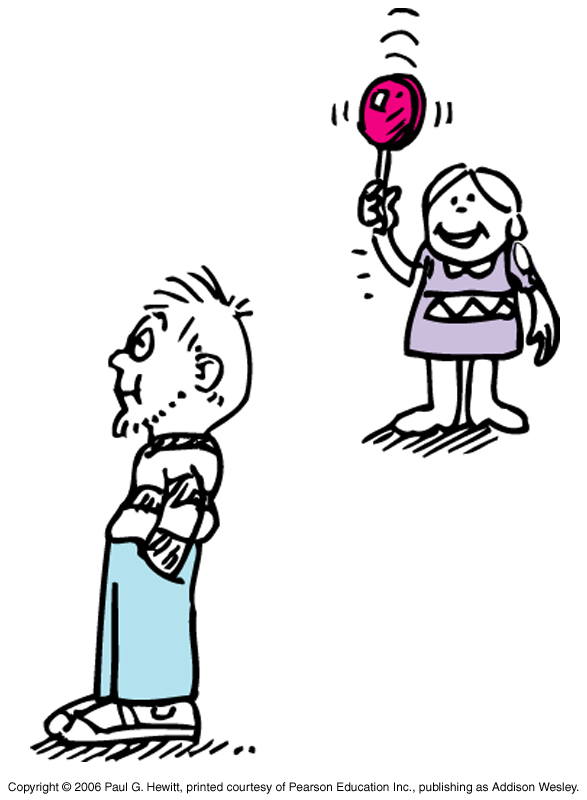 Copyright © 2006 Paul G. Hewitt, printed courtesy of Pearson Education Inc., publishing as Addison Wesley.